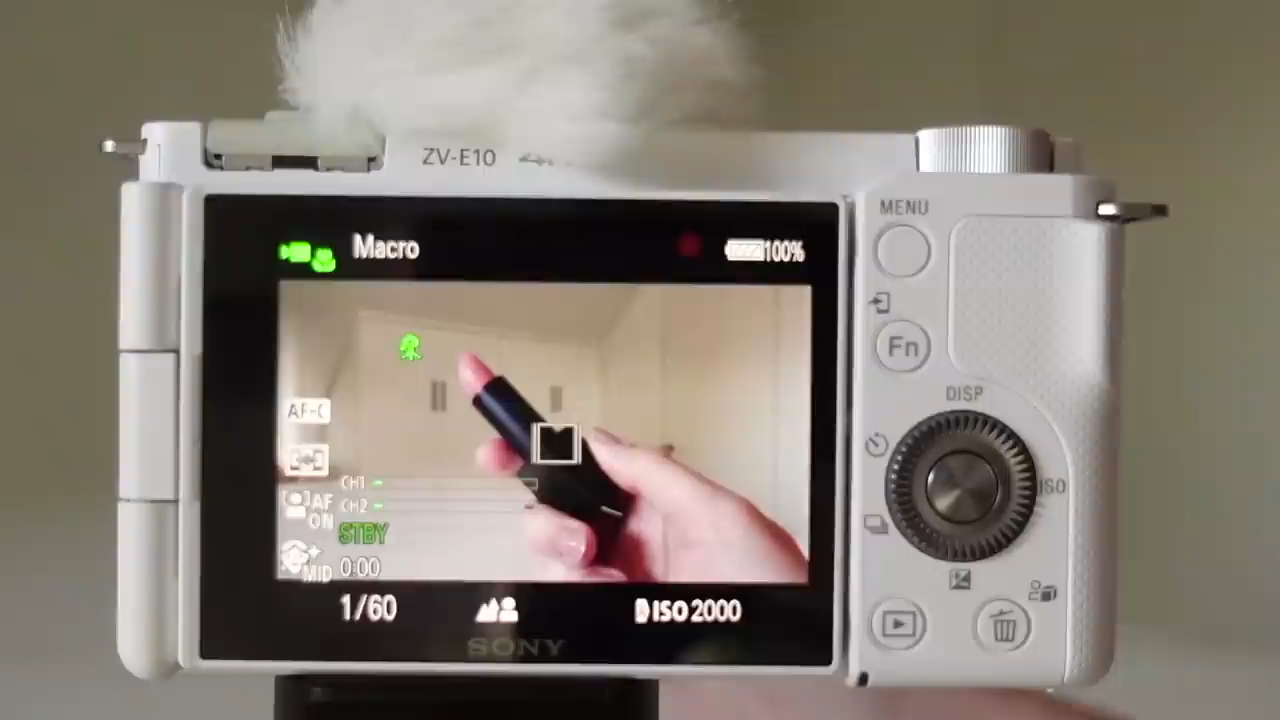 ZV-E10
MENU
Macro
100%
Fn
DISP
AF-C
CH1
CH2
AF
ON
ISO
STBY
MID
0:00
1/60
ISO 2000
SONY